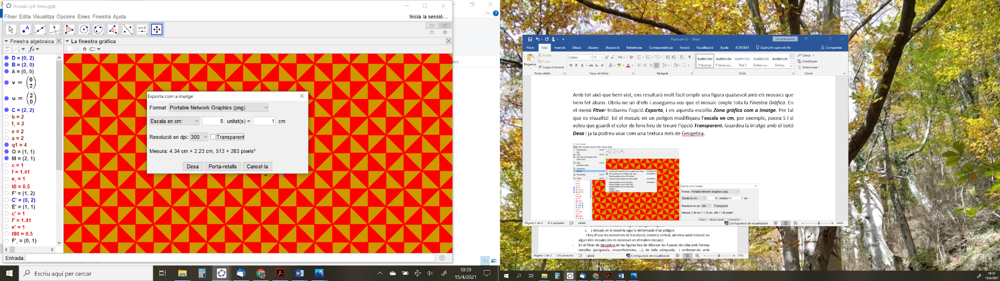 mosaic-p4-fons.ggb
Fitxer Edita Visualitza Opcions Eines Finestra Ajuda
Inicia la sessió...
A
a=2
Finestra algebraica
La finestra gràfica
fx
D = (0, 2)
B = (2, 0)
A = (0, 0)
v = (0 2)
u = (2 0)
C = (2, 2)
b = 2
f₁ = 2
e = 2
a = 2
q1 = 4
O = (1, 1)
M = (2, 1)
c = 1
f = 1.41
e₁ = 1
t0 = 0.5
F' = (1, 2)
C' = (0, 2)
E' = (1, 1)
c' = 1
f' = 1.41
e' = 1
t90 = 0.5
F'₁ = (0, 1)
Entrada:
Exporta com a imatge
Format: Portable Network Graphics (png)
Escala en cm: 5 unitat(s) = 1 cm
Resolució en dpi: 300 Transparent
Mesura: 4.34 cm × 2.23 cm, 513 × 263 pixels²
Desa Porta-retalls Cancel·la
ics
Escriu aquí per cercar
10:39
15/4/2021
Practica4-v2 - Word
Inicia la sessió
Fitxer Inici Inserció Dibuix Disseny Disposició Referències Correspondència Revisió Visualització Ajuda ACROBAT Explica'm què vols fer Comparteix
Enganxa
Retalla
Copia
Copia el format
Porta-retalls
Calibri 11
N K S abc x₂ x²
Tipus de lletra
Paràgraf
AaBbCcDc AaBbCcDc AaBbCcDc AaBbCcDc AaBbCcDc
¶ Normal ¶ Sense es... Títol 7 Èmfasi su... Èmfasi
Estils
Cerca
Substitueix
Selecciona
Edició
Amb tot això que hem vist, ens resultarà molt fàcil omplir una figura qualsevol amb els mosaics que
hem fet abans. Obriu-ne un d'ells i assegureu-vos que el mosaic omple tota la Finestra Gràfica. En
el menú Fitxer trobareu l'opció Exporta, i en aquesta escolliu Zona gràfica com a imatge. Per tal
que es visualitzi bé el mosaic en un polígon modifiqueu l'escala en cm, per exemple, poseu 5 i si
voleu que guardi el color de fons heu de treure l'opció Transparent. Guardeu la imatge amb el botó
Desa i ja la podreu usar com una textura més de Geogebra.
Exporta com a imatge
Format: Portable Network Graphics (png)
Escala en cm: 10 unitat(s) = 1 cm
Resolució en dpi: 300 Transparent
Mesura: 2.45 cm × 1.15 cm, 289 × 135 pixels²
Pàgina 5 de 6 813 paraules català Configuració de visualització 144%
o 1 Mosaic on la tessel·la sigui la deformació d'un polígon
i heu d'usar les isometries de translació, simetria central, simetria axial i rotació en
algun dels mosaics (no és necessari en el mateix mosaic).
- En el fitxer de Geogebra de les figures heu de dibuixar les 4 peces de roba amb formes
senzilles (poligonals, circumferències, ...), de talla adequada, i ombrejar-les amb
Pàgina 1 de 2 336 paraules català Configuració de visualització 97%
10:39
15/4/2021